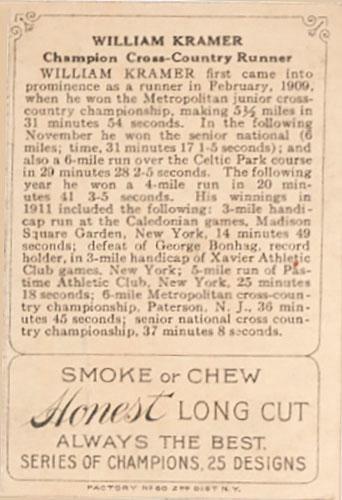 WILLIAM KRAMER
Champion Cross-Country Runner
WILLIAM KRAMER first came into
prominence as a runner in February, 1909,
when he won the Metropolitan junior cross-
country championship, making 5½ miles in
31 minutes 54 seconds. In the following
November he won the senior national (6
miles; time, 31 minutes 17 1-5 seconds); and
also a 6-mile run over the Celtic Park course
in 29 minutes 28 2-5 seconds. The following
year he won a 4-mile run in 20 min-
utes 41 3-5 seconds. His winnings in
1911 included the following: 3-mile handi-
cap run at the Caledonian games, Madison
Square Garden, New York, 14 minutes 49
seconds; defeat of George Bonhag, record
holder, in 3-mile handicap of Xavier Athletic
Club games, New York; 5-mile run of Pas-
time Athletic Club, New York, 25 minutes
18 seconds; 6-mile Metropolitan cross-coun-
try championship, Paterson, N. J., 36 min-
utes 45 seconds; senior national cross coun-
try championship, 37 minutes 8 seconds.
SMOKE or CHEW
Honest LONG CUT
ALWAYS THE BEST.
SERIES OF CHAMPIONS, 25 DESIGNS
FACTORY No 60 2ND DIST N.Y.